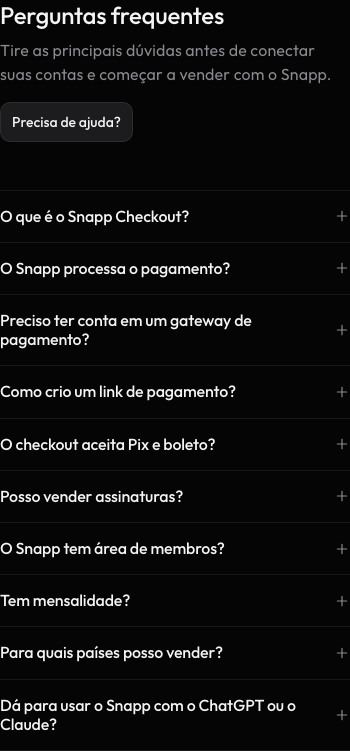 Perguntas frequentes
Tire as principais dúvidas antes de conectar
suas contas e começar a vender com o Snapp.
Precisa de ajuda?
O que é o Snapp Checkout?
O Snapp processa o pagamento?
Preciso ter conta em um gateway de
pagamento?
Como crio um link de pagamento?
O checkout aceita Pix e boleto?
Posso vender assinaturas?
O Snapp tem área de membros?
Tem mensalidade?
Para quais países posso vender?
Dá para usar o Snapp com o ChatGPT ou o
Claude?